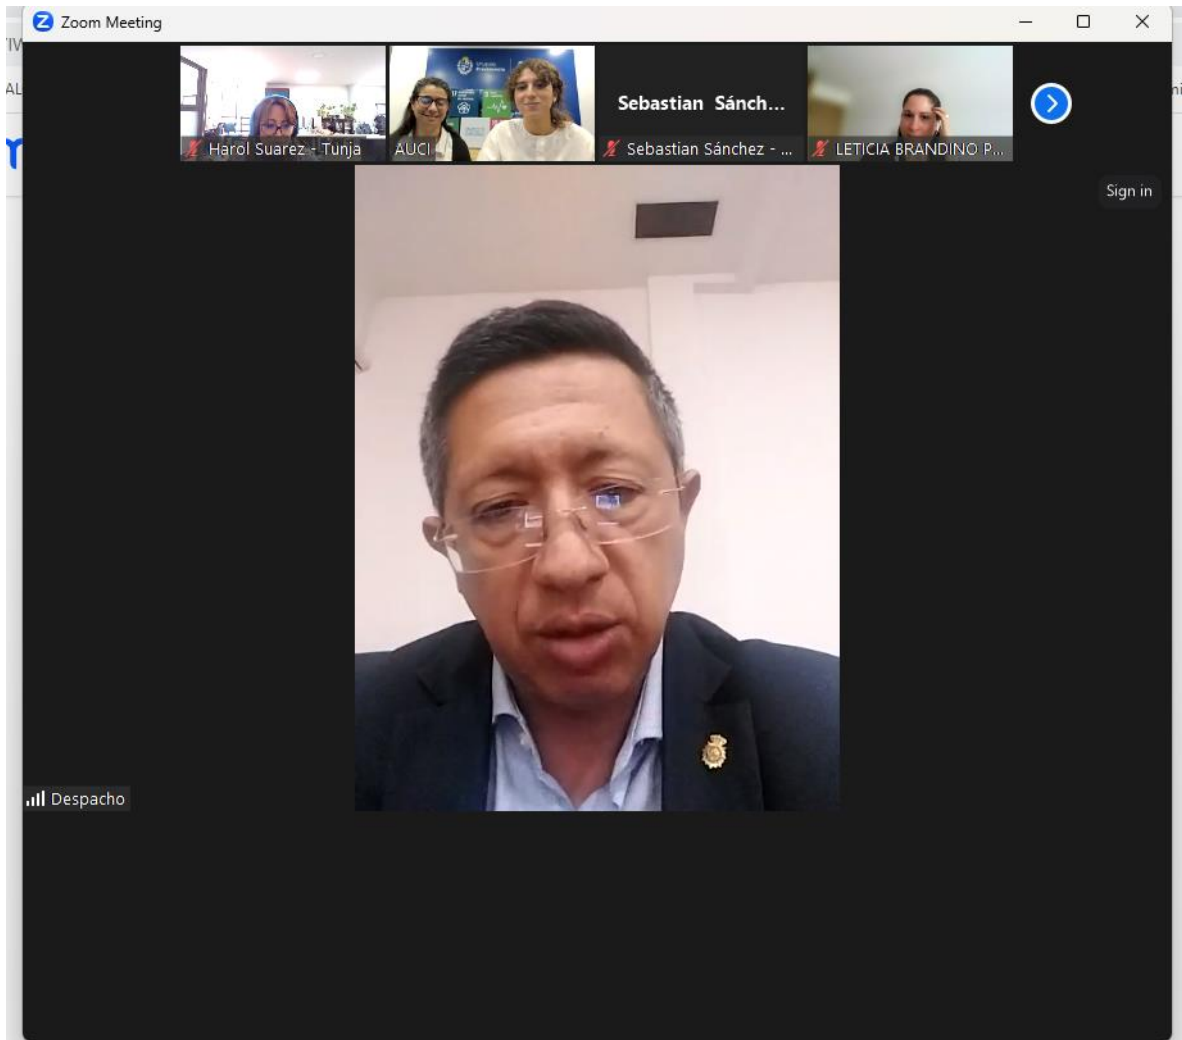 Zoom Meeting
Sebastian Sánch...
Harol Suarez - Tunja
AUCI
Sebastian Sánchez - ...
LETICIA BRANDINO P...
Sign in
Despacho